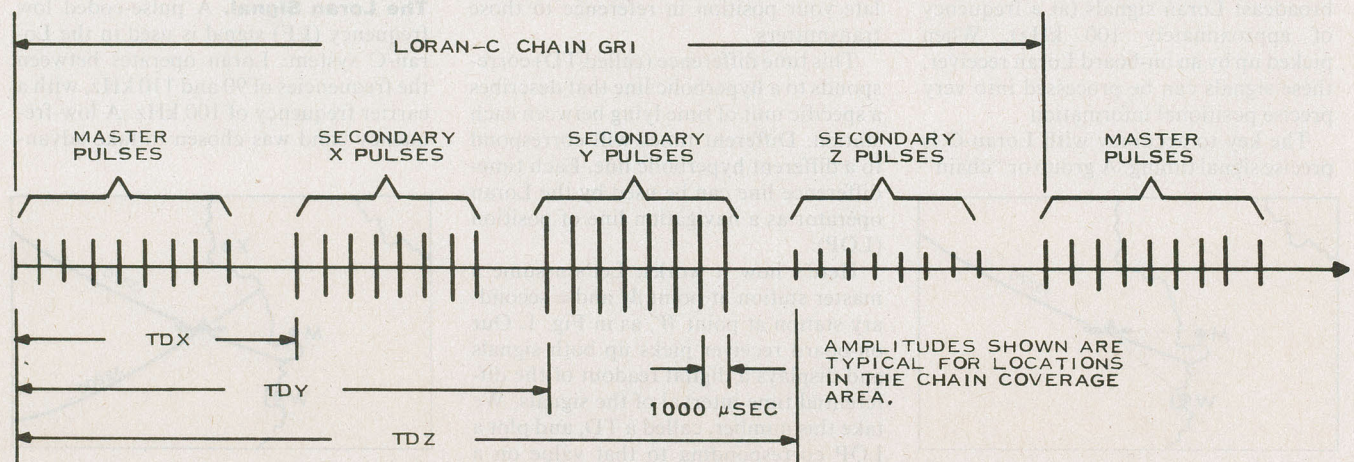 LORAN-C CHAIN GRI
MASTER
PULSES
SECONDARY
X PULSES
SECONDARY
Y PULSES
SECONDARY
Z PULSES
MASTER
PULSES
TDX
TDY
TDZ
1000 µSEC
AMPLITUDES SHOWN ARE
TYPICAL FOR LOCATIONS
IN THE CHAIN COVERAGE
AREA.